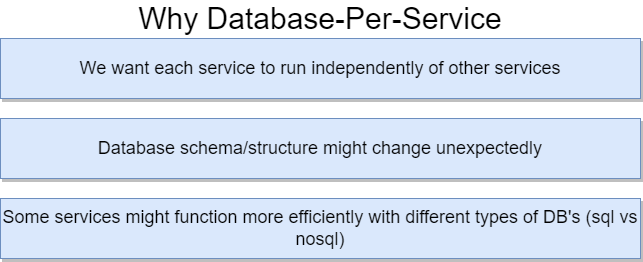 Why Database-Per-Service
We want each service to run independently of other services
Database schema/structure might change unexpectedly
Some services might function more efficiently with different types of DB's (sql vs
nosql)